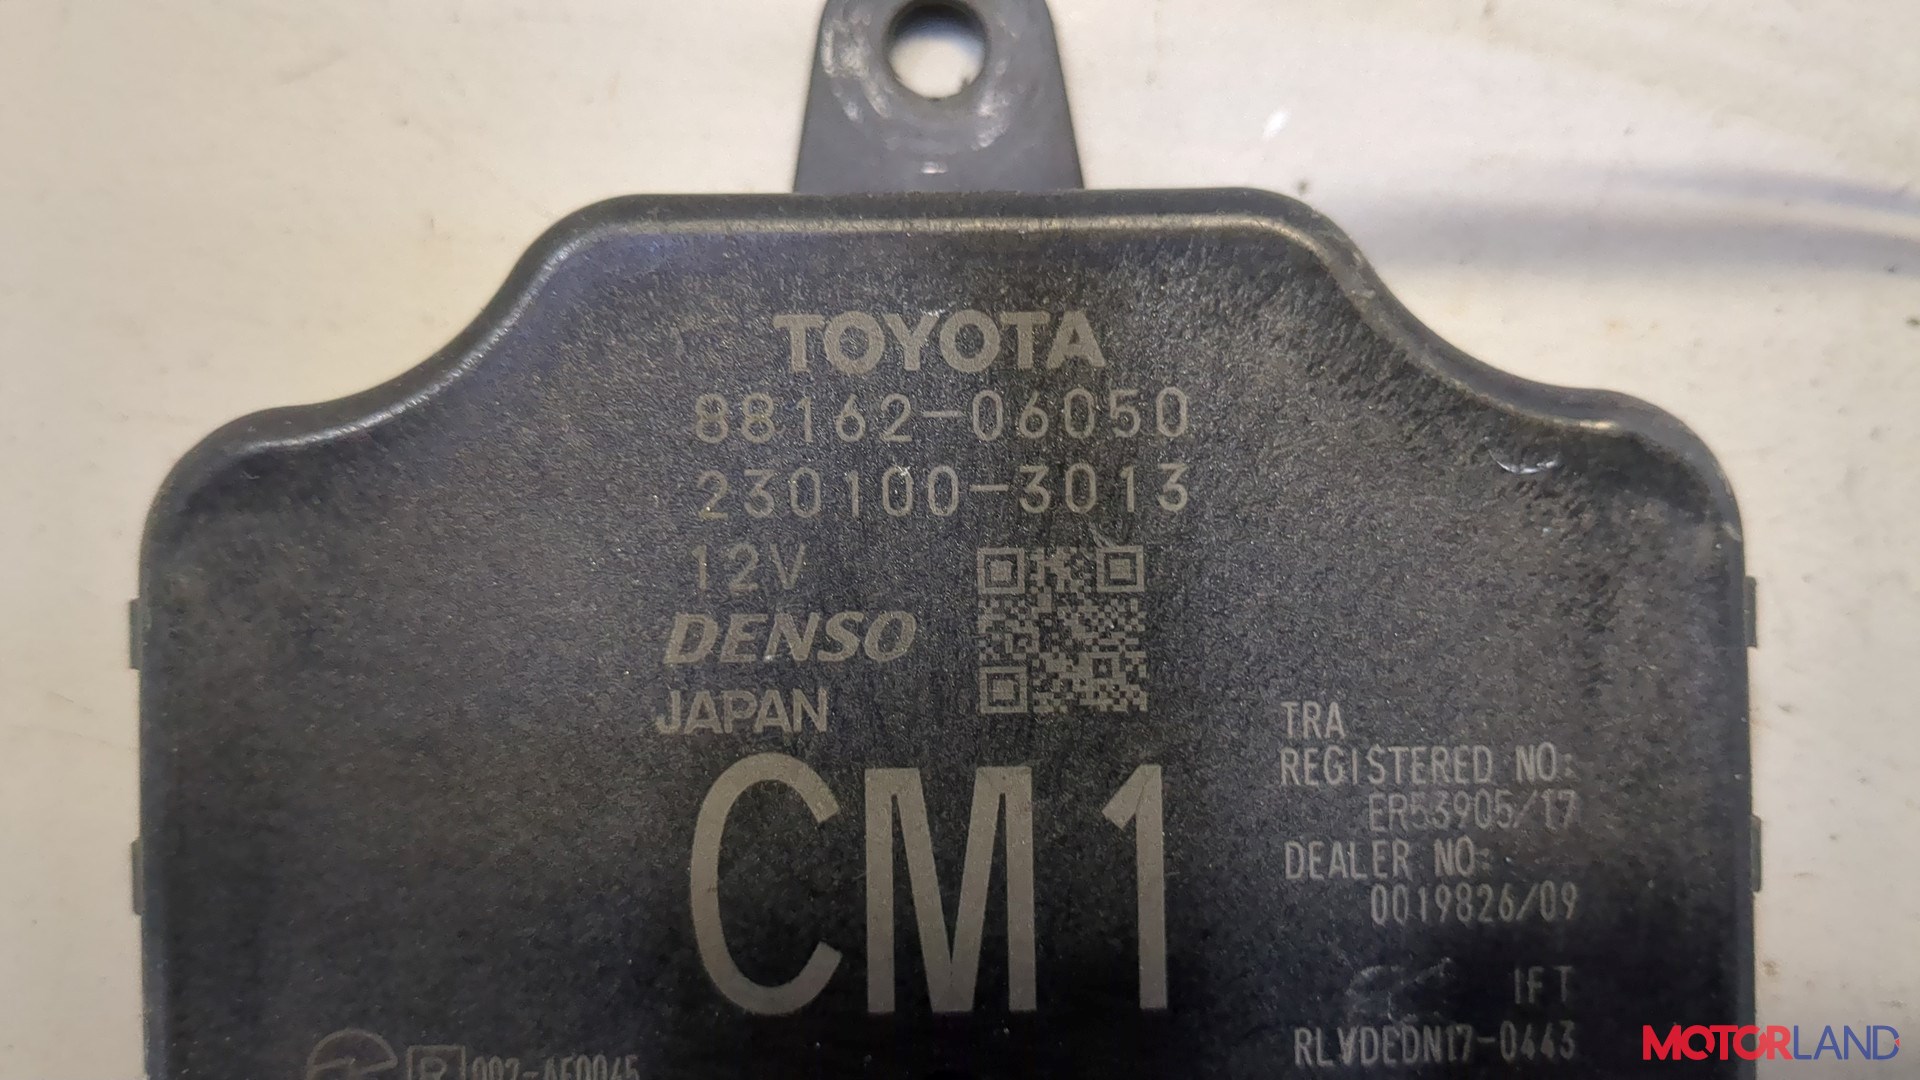 TOYOTA
88162-06050
230100-3013
12V
DENSO
JAPAN
CM1
TRA
REGISTERED NO:
ER53905/17
DEALER NO:
0019826/09
IFT
RLVDEDN17-0443
R
MOTORLAND